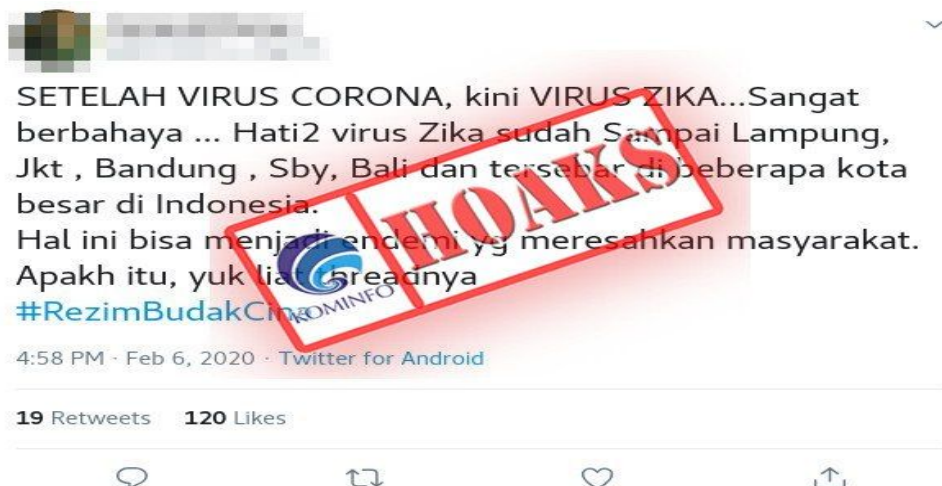 SETELAH VIRUS CORONA, kini VIRUS ZIKA...Sangat
berbahaya ... Hati2 virus Zika sudah Sampai Lampung,
Jkt , Bandung , Sby, Bali dan tersebar di beberapa kota
besar di Indonesia.
Hal ini bisa menjadi endemi yg meresahkan masyarakat.
Apakh itu, yuk liat threadnya
#RezimBudakCina
HOAKS
KOMINFO
4:58 PM · Feb 6, 2020 · Twitter for Android
19 Retweets 120 Likes